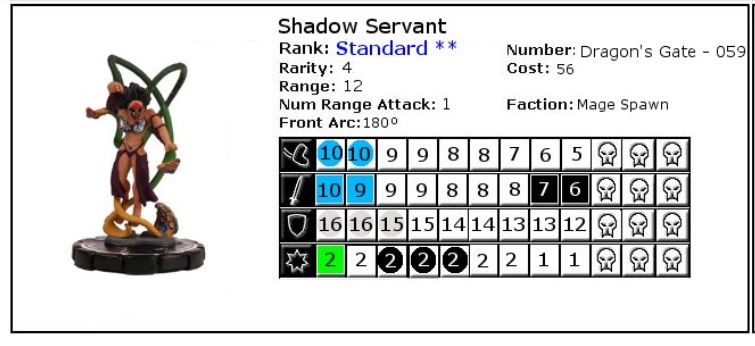 Shadow Servant
Rank: Standard **
Number: Dragon's Gate - 059
Rarity: 4
Cost: 56
Range: 12
Num Range Attack: 1
Faction: Mage Spawn
Front Arc:180º
10 10 9 9 8 8 7 6 5
10 9 9 9 8 8 8 7 6
16 16 15 15 14 14 13 13 12
2 2 2 2 2 2 2 1 1